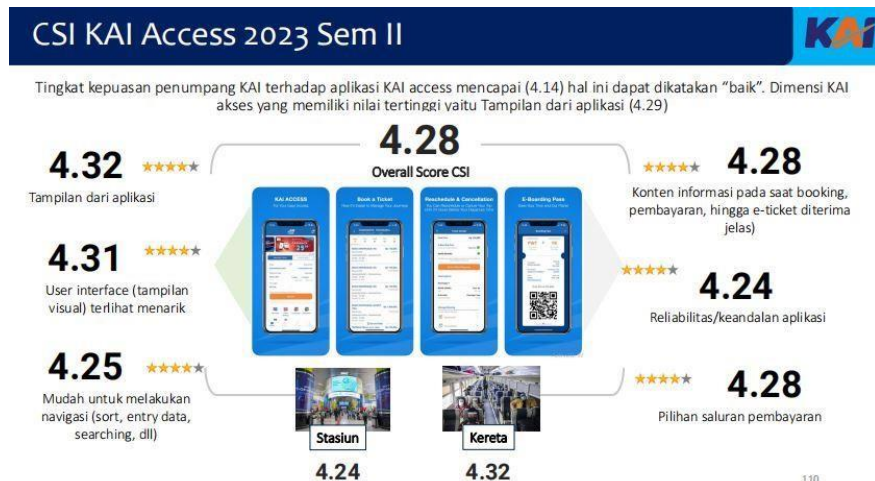 CSI KAI Access 2023 Sem II
KAI
Tingkat kepuasan penumpang KAI terhadap aplikasi KAI access mencapai (4.14) hal ini dapat dikatakan “baik”. Dimensi KAI
akses yang memiliki nilai tertinggi yaitu Tampilan dari aplikasi (4.29)
4.28
Overall Score CSI
4.32
Tampilan dari aplikasi
4.31
User interface (tampilan
visual) terlihat menarik
4.25
Mudah untuk melakukan
navigasi (sort, entry data,
searching, dll)
KAI ACCESS
Book a Ticket
Reschedule & Cancellation
E-Boarding Pass
4.28
Konten informasi pada saat booking,
pembayaran, hingga e-ticket diterima
jelas)
4.24
Reliabilitas/keandalan aplikasi
4.28
Pilihan saluran pembayaran
Stasiun
4.24
Kereta
4.32
110